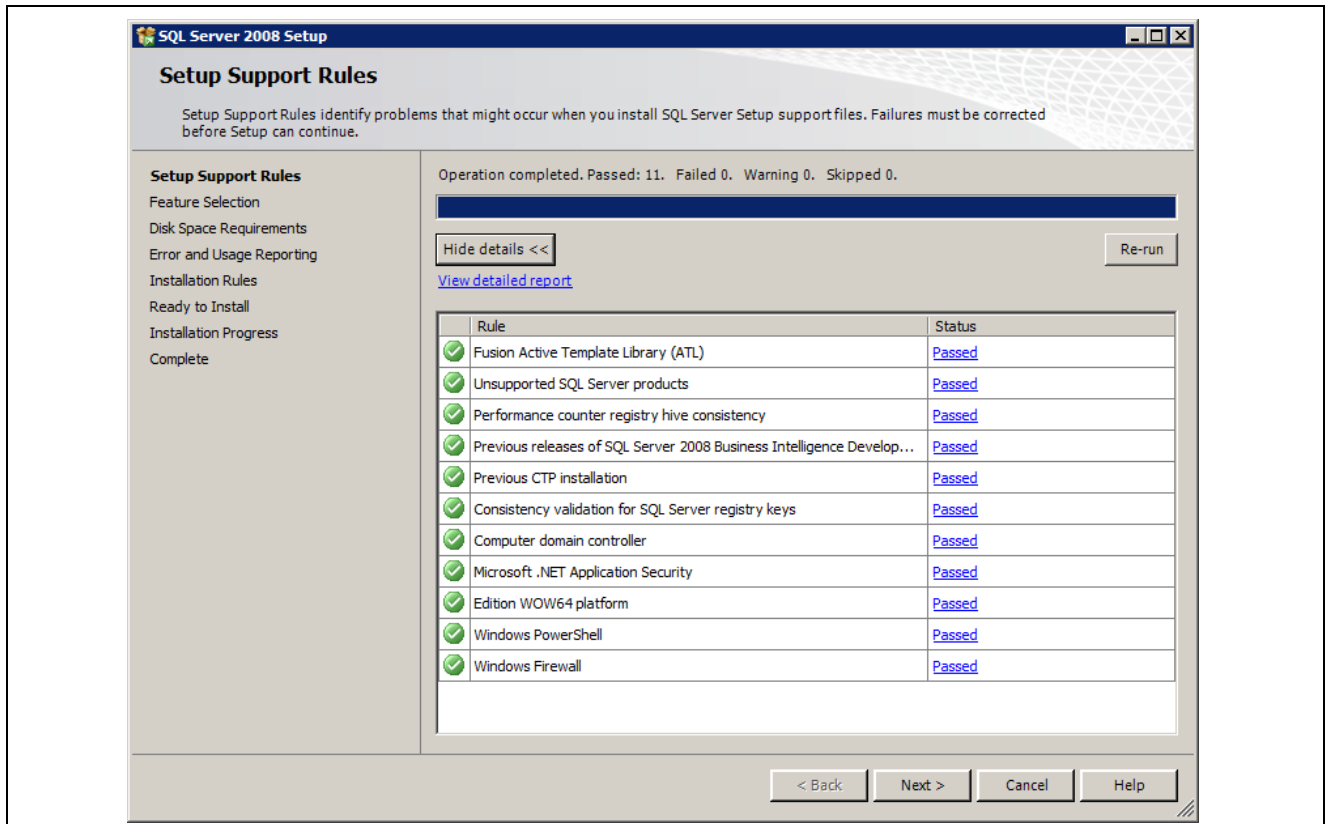 SQL Server 2008 Setup
Setup Support Rules
Setup Support Rules identify problems that might occur when you install SQL Server Setup support files. Failures must be corrected
before Setup can continue.
Setup Support Rules
Feature Selection
Disk Space Requirements
Error and Usage Reporting
Installation Rules
Ready to Install
Installation Progress
Complete
Operation completed. Passed: 11.  Failed 0.  Warning 0.  Skipped 0.
Hide details <<
Re-run
View detailed report
Rule Status
Fusion Active Template Library (ATL) Passed
Unsupported SQL Server products Passed
Performance counter registry hive consistency Passed
Previous releases of SQL Server 2008 Business Intelligence Develop... Passed
Previous CTP installation Passed
Consistency validation for SQL Server registry keys Passed
Computer domain controller Passed
Microsoft .NET Application Security Passed
Edition WOW64 platform Passed
Windows PowerShell Passed
Windows Firewall Passed
< Back Next > Cancel Help